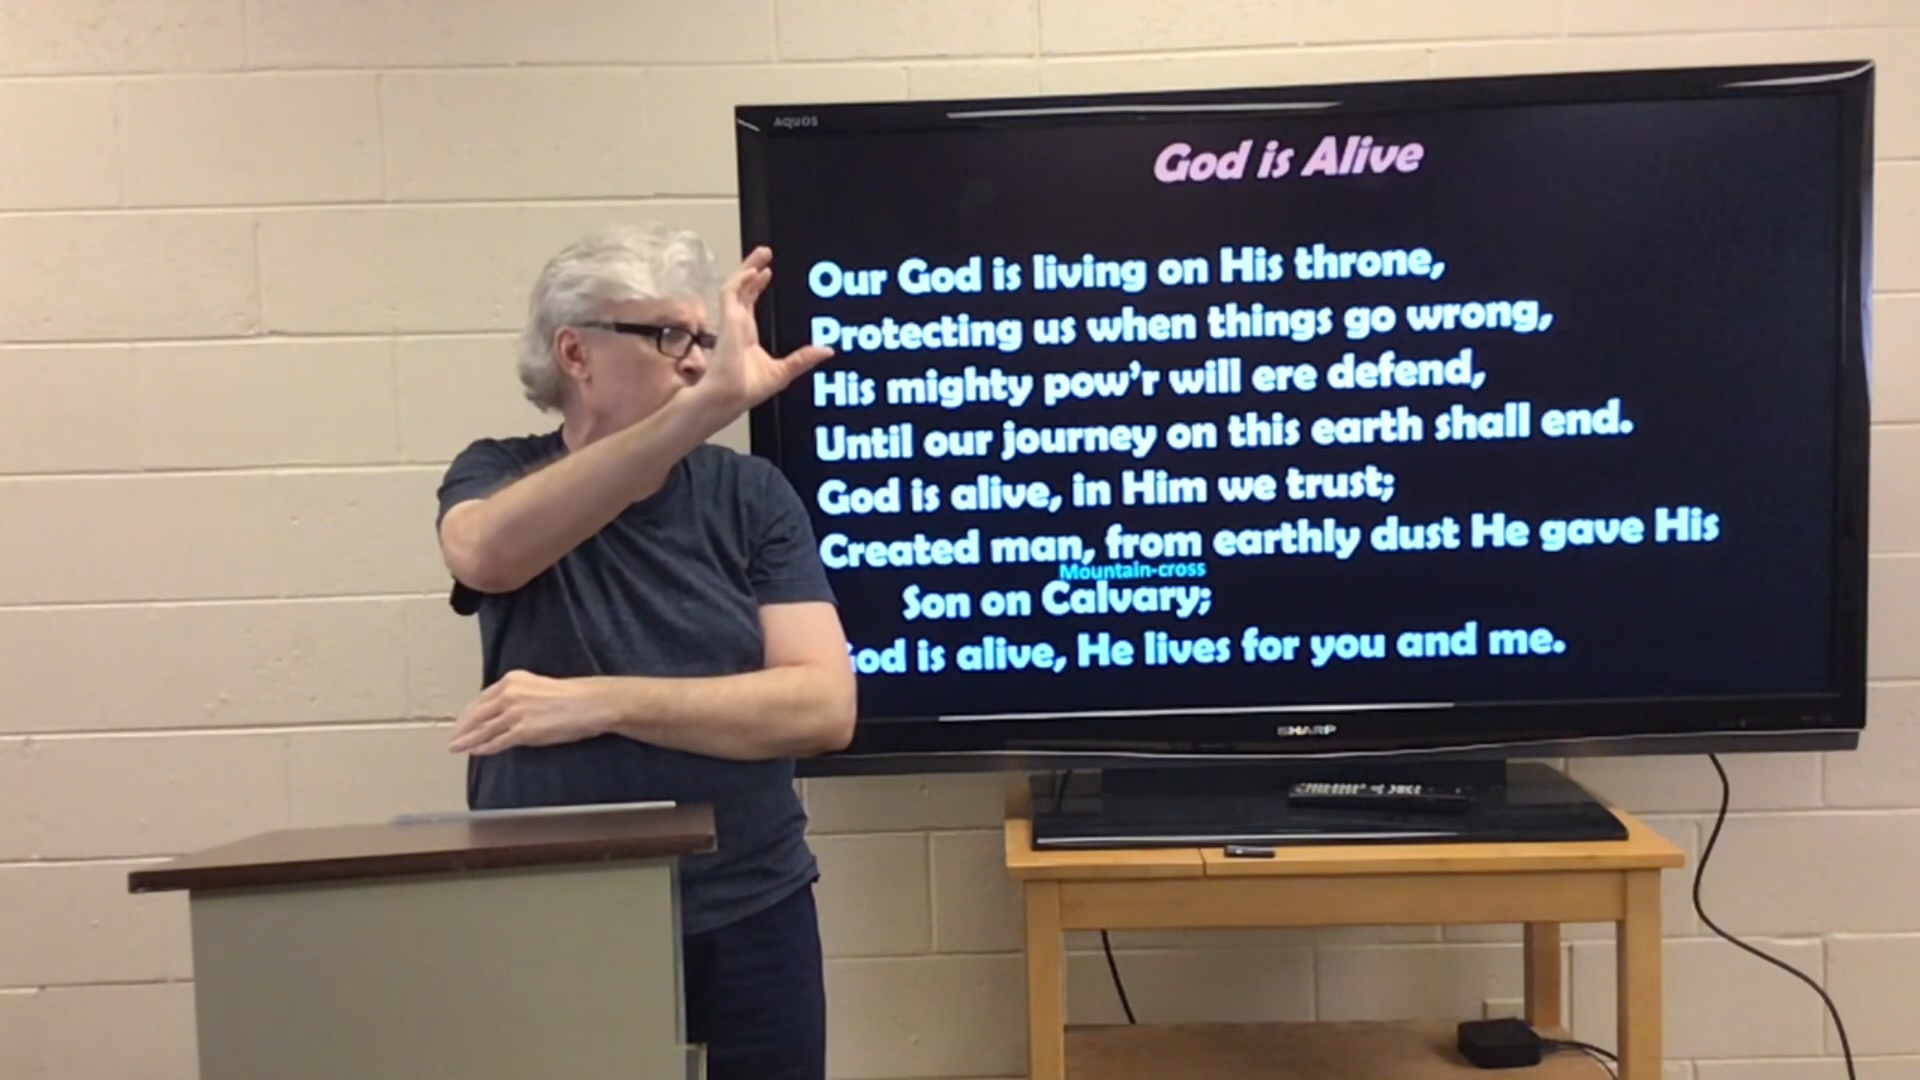 AQUOS
God is Alive
Our God is living on His throne,
Protecting us when things go wrong,
His mighty pow'r will ere defend,
Until our journey on this earth shall end.
God is alive, in Him we trust;
Created man, from earthly dust He gave His
Mountain-cross
Son on Calvary;
God is alive, He lives for you and me.
SHARP